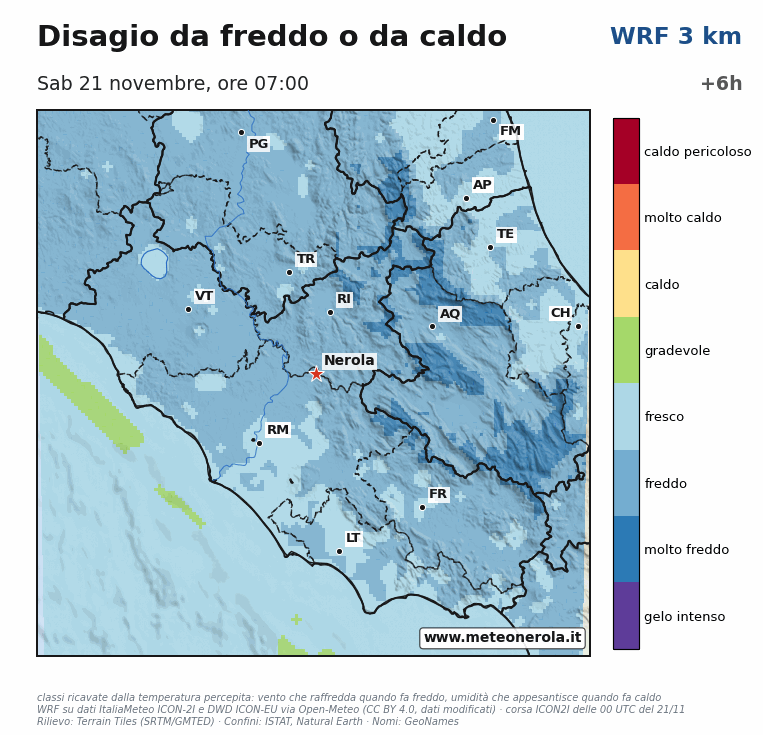 Disagio da freddo o da caldo
WRF 3 km
Sab 21 novembre, ore 07:00
+6h
PG
FM
AP
TE
TR
VT
RI
AQ
CH
Nerola
RM
FR
LT
www.meteonerola.it
caldo pericoloso
molto caldo
caldo
gradevole
fresco
freddo
molto freddo
gelo intenso
classi ricavate dalla temperatura percepita: vento che raffredda quando fa freddo, umidità che appesantisce quando fa caldo
WRF su dati ItaliaMeteo ICON-2I e DWD ICON-EU via Open-Meteo (CC BY 4.0, dati modificati) · corsa ICON2I delle 00 UTC del 21/11
Rilievo: Terrain Tiles (SRTM/GMTED) · Confini: ISTAT, Natural Earth · Nomi: GeoNames